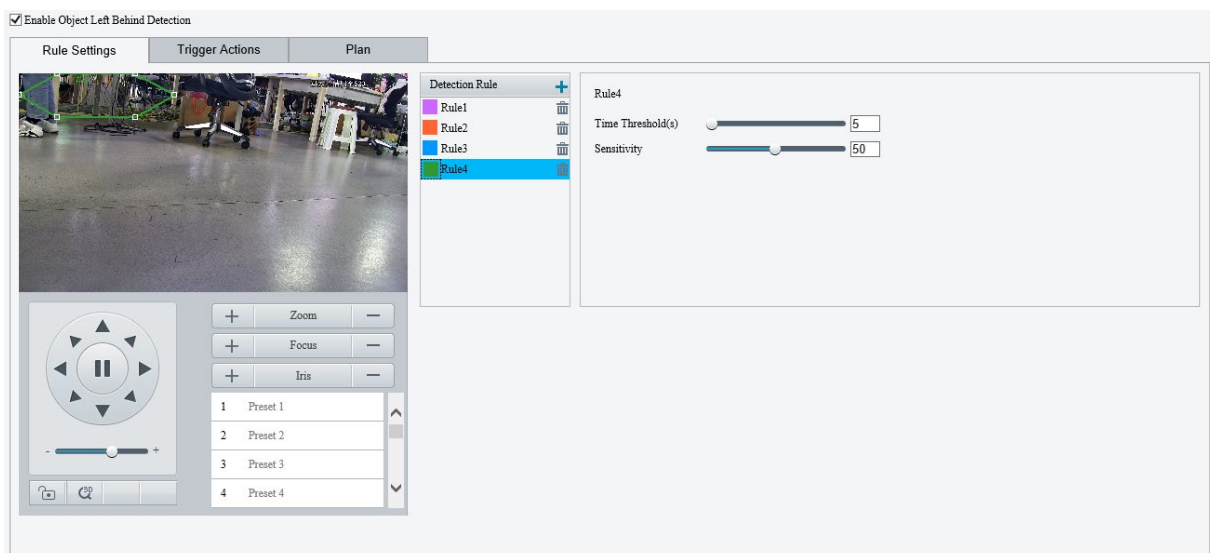 Enable Object Left Behind Detection
Rule Settings
Trigger Actions
Plan
Detection Rule
Rule1
Rule2
Rule3
Rule4
Rule4
Time Threshold(s) 5
Sensitivity 50
+ Zoom −
+ Focus −
+ Iris −
1 Preset 1
2 Preset 2
3 Preset 3
4 Preset 4
- +
3D